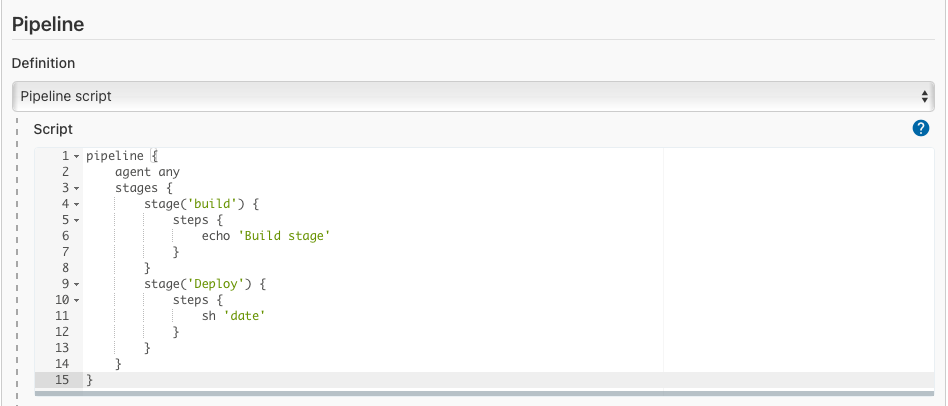 Pipeline
Definition
Pipeline script
Script
?
1 pipeline {
2     agent any
3     stages {
4         stage('build') {
5             steps {
6                 echo 'Build stage'
7             }
8         }
9         stage('Deploy') {
10             steps {
11                 sh 'date'
12             }
13         }
14     }
15 }